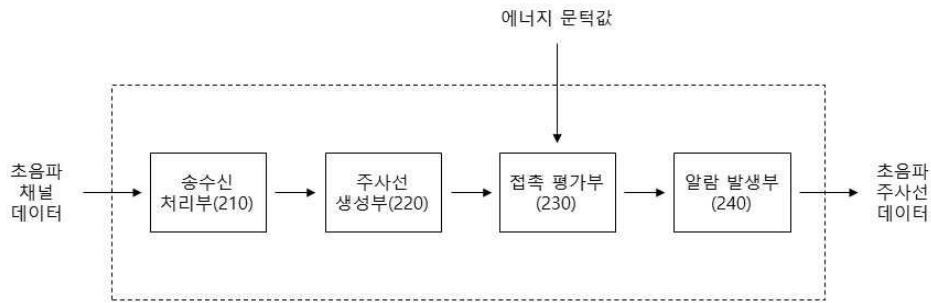 에너지 문턱값
초음파
채널
데이터
송수신
처리부(210)
주사선
생성부(220)
접촉 평가부
(230)
알람 발생부
(240)
초음파
주사선
데이터